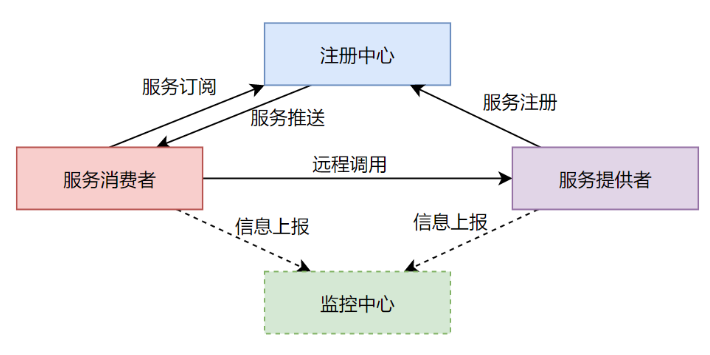 注册中心
服务订阅
服务推送
服务注册
服务消费者
远程调用
服务提供者
信息上报
信息上报
监控中心